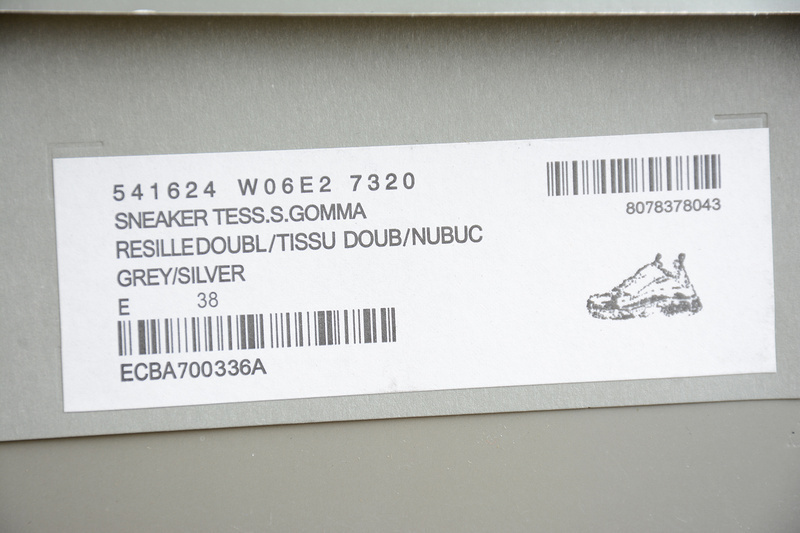 541624 W06E2 7320
SNEAKER TESS.S.GOMMA
RESILLEDOUBL/TISSU DOUB/NUBUC
GREY/SILVER
E 38
ECBA700336A
8078378043